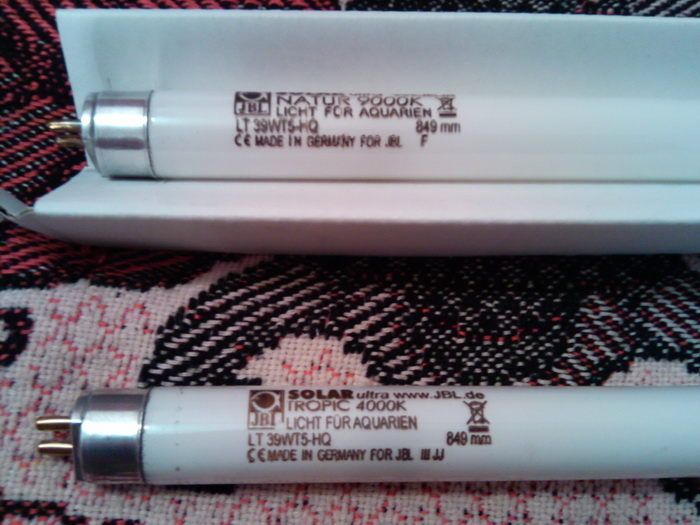 JBL
NATUR 9000K
LICHT FÜR AQUARIEN
LT 39WT5-HQ 849 mm
CE MADE IN GERMANY FOR JBL F
JBL
SOLAR ultra www.JBL.de
TROPIC 4000K
LICHT FÜR AQUARIEN
LT 39WT5-HQ 849 mm
CE MADE IN GERMANY FOR JBL III JJ